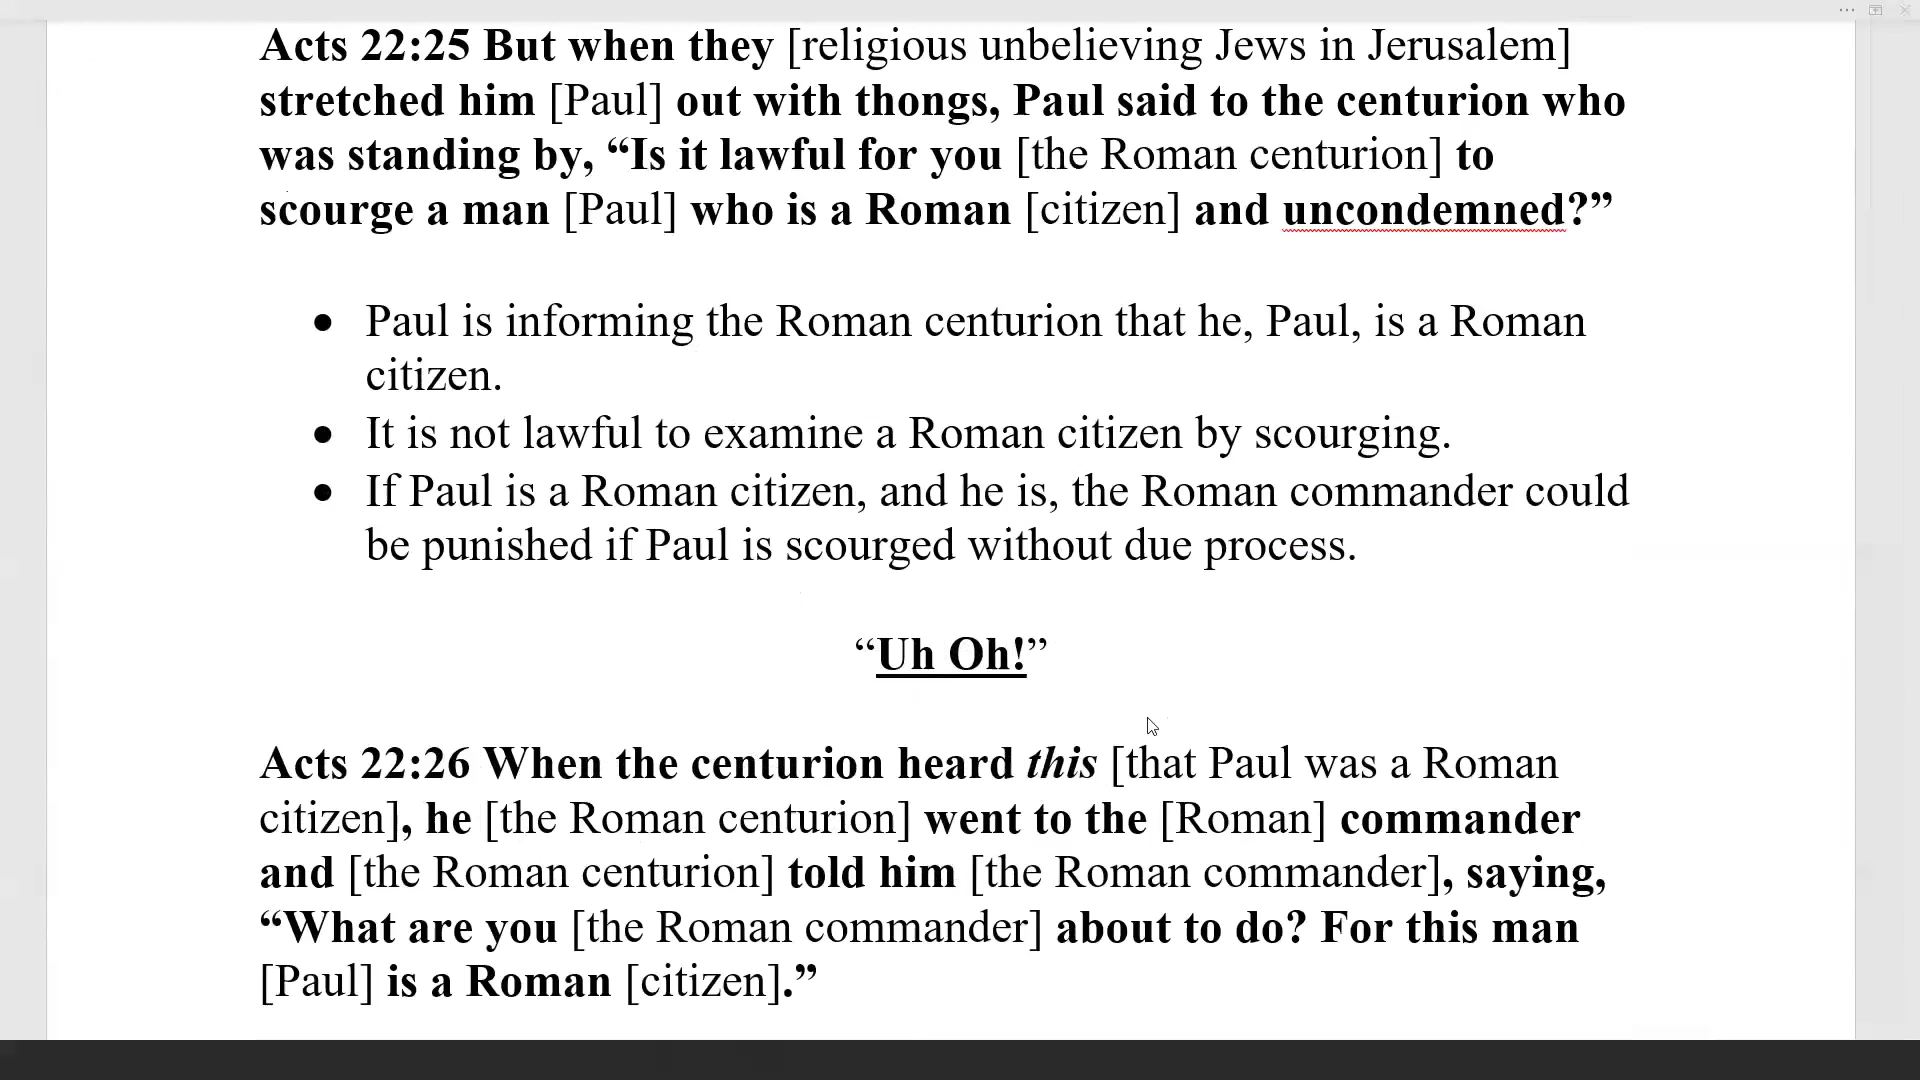 Acts 22:25 But when they [religious unbelieving Jews in Jerusalem]
stretched him [Paul] out with thongs, Paul said to the centurion who
was standing by, “Is it lawful for you [the Roman centurion] to
scourge a man [Paul] who is a Roman [citizen] and uncondemned?”
• Paul is informing the Roman centurion that he, Paul, is a Roman
citizen.
• It is not lawful to examine a Roman citizen by scourging.
• If Paul is a Roman citizen, and he is, the Roman commander could
be punished if Paul is scourged without due process.
“Uh Oh!”
Acts 22:26 When the centurion heard this [that Paul was a Roman
citizen], he [the Roman centurion] went to the [Roman] commander
and [the Roman centurion] told him [the Roman commander], saying,
“What are you [the Roman commander] about to do? For this man
[Paul] is a Roman [citizen].”